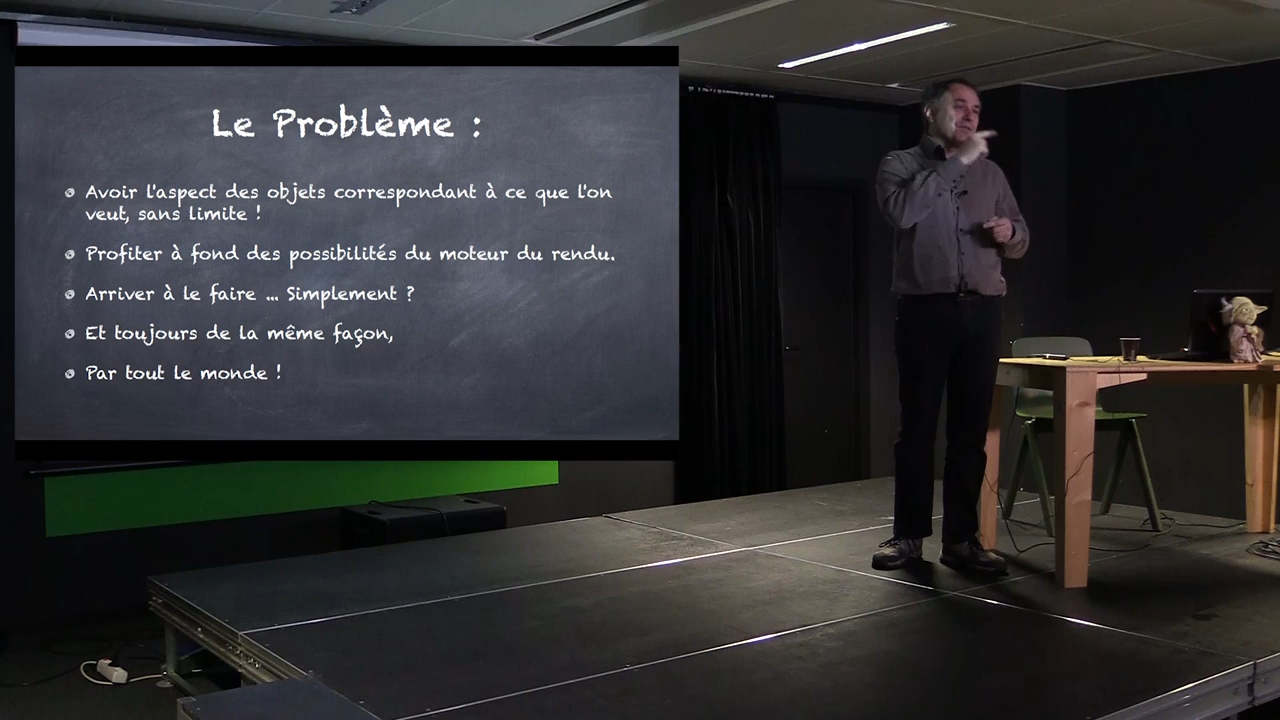 Le Problème :
Avoir l'aspect des objets correspondant à ce que l'on
veut, sans limite !
Profiter à fond des possibilités du moteur du rendu.
Arriver à le faire ... Simplement ?
Et toujours de la même façon,
Par tout le monde !